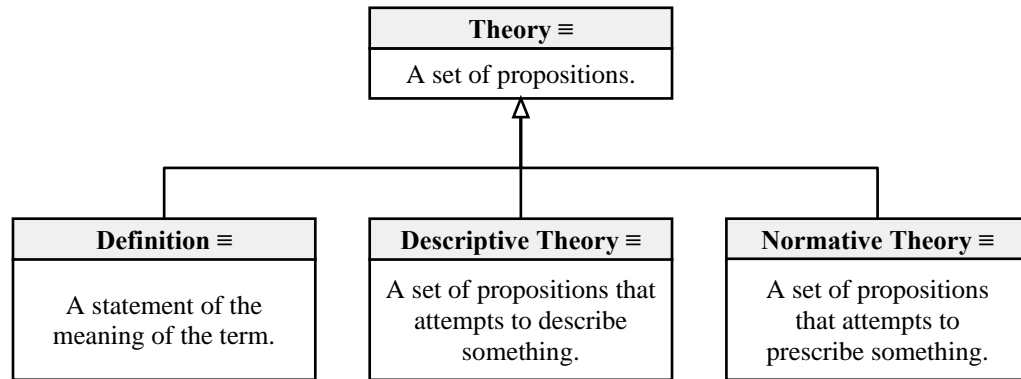 Theory ≡
A set of propositions.
Definition ≡
A statement of the
meaning of the term.
Descriptive Theory ≡
A set of propositions that
attempts to describe
something.
Normative Theory ≡
A set of propositions
that attempts to
prescribe something.